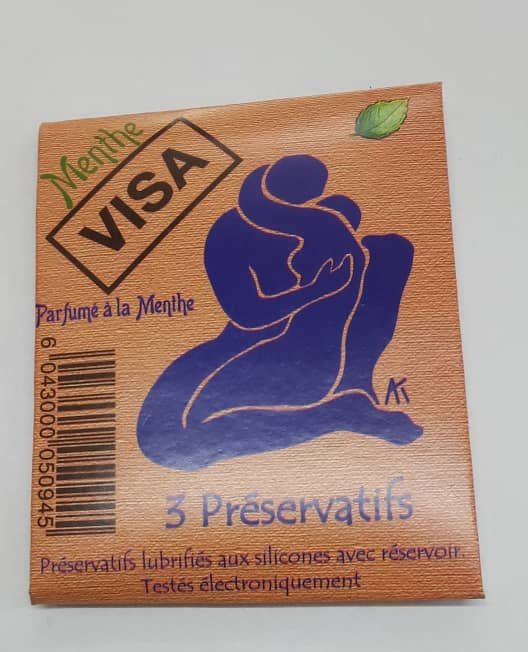 Menthe
VISA
Parfumé à la Menthe
6 043000 050945
3 Préservatifs
Préservatifs lubrifiés aux silicones avec réservoir.
Testés électroniquement